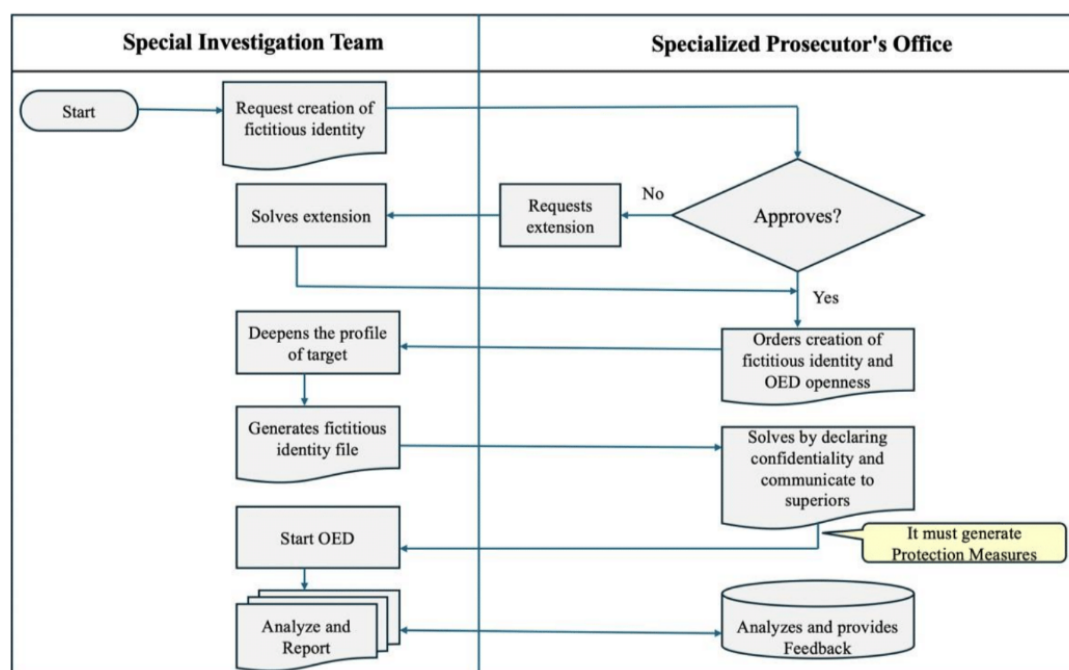 Special Investigation Team
Specialized Prosecutor's Office
Start
Request creation of
fictitious identity
Approves?
No
Requests
extension
Solves extension
Yes
Orders creation of
fictitious identity and
OED openness
Deepens the profile
of target
Generates fictitious
identity file
Solves by declaring
confidentiality and
communicate to
superiors
It must generate
Protection Measures
Start OED
Analyze and
Report
Analyzes and provides
Feedback